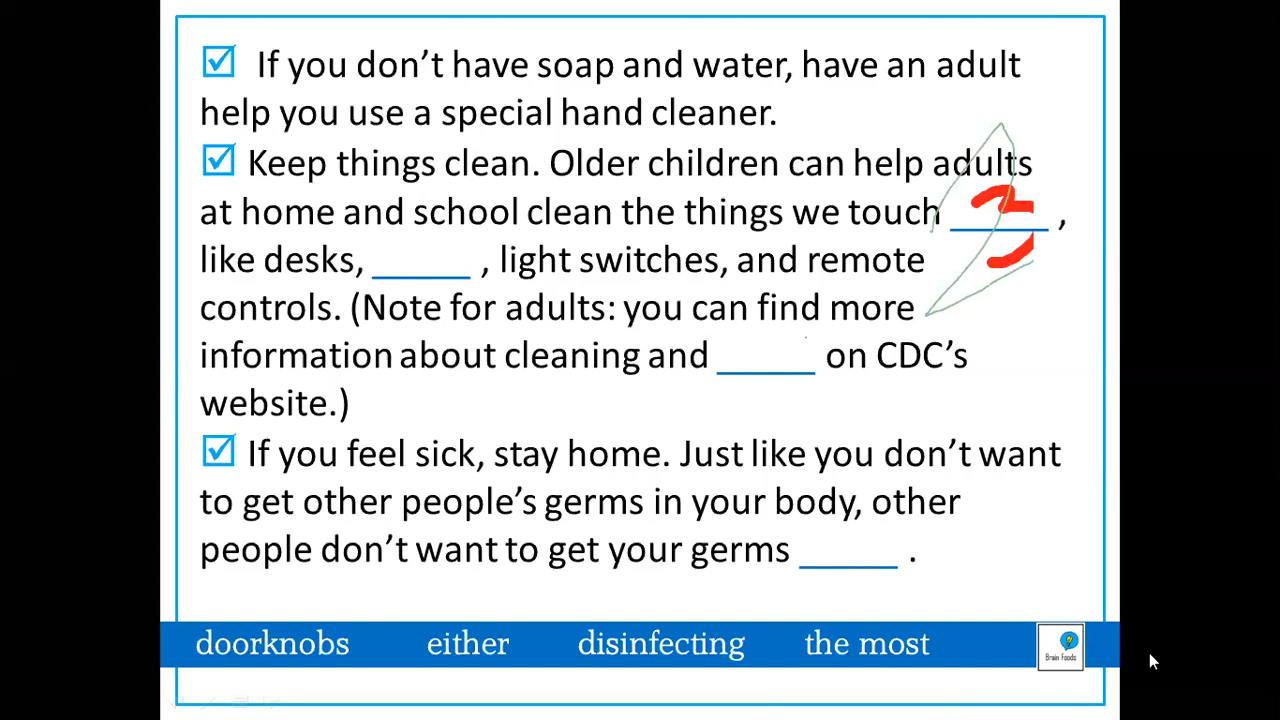 ☑ If you don't have soap and water, have an adult
help you use a special hand cleaner.
☑ Keep things clean. Older children can help adults
at home and school clean the things we touch ______ ,
like desks, ______ , light switches, and remote
controls. (Note for adults: you can find more
information about cleaning and ______ on CDC's
website.)
☑ If you feel sick, stay home. Just like you don't want
to get other people's germs in your body, other
people don't want to get your germs ______ .
3
doorknobs either disinfecting the most
Brain Foods